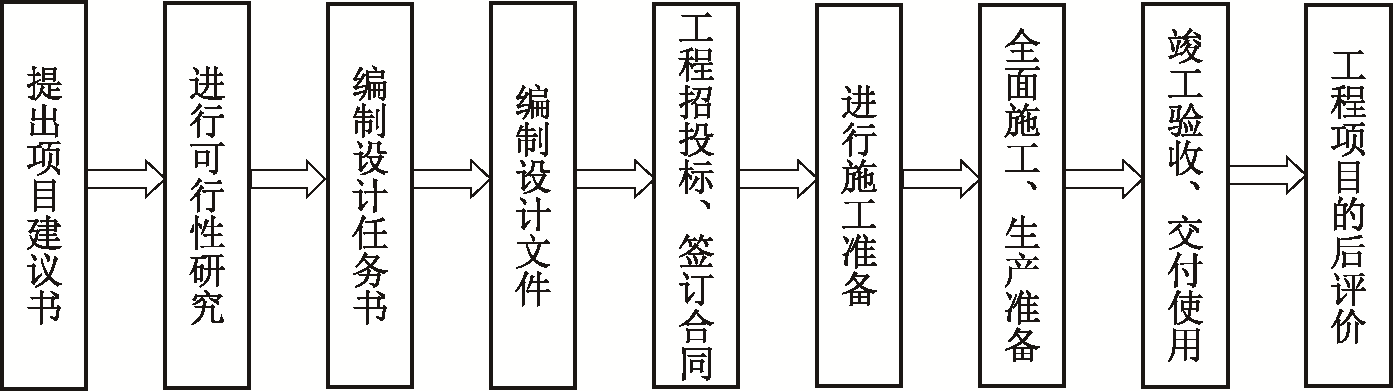 提出项目建议书
进行可行性研究
编制设计任务书
编制设计文件
工程招投标、签订合同
进行施工准备
全面施工、生产准备
竣工验收、交付使用
工程项目的后评价